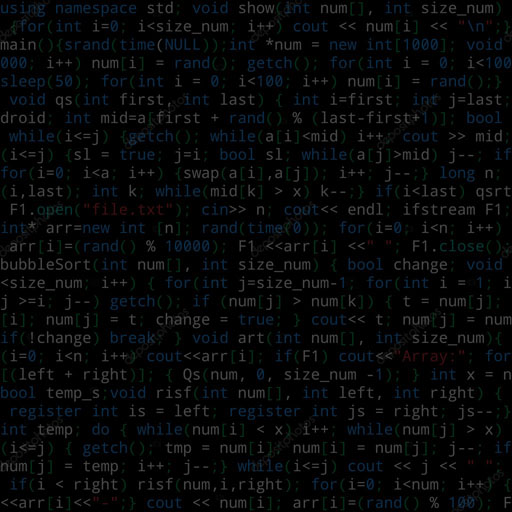 using namespace std; void show(int num[], int size_num)
for(int i=0; i<size_num; i++) cout << num[i] << "\n";}
main(){srand(time(NULL));int *num = new int[1000]; void
000; i++) num[i] = rand(); getch(); for(int i = 0; i<100
sleep(50); for(int i = 0; i<100; i++) num[i] = rand();}
void qs(int first, int last) { int i=first; int j=last;
droid; int mid=a[first + rand() % (last-first+1)]; bool
while(i<=j) {getch(); while(a[i]<mid) i++; cout >> mid;
(i<=j) {sl = true; j=i; bool sl; while(a[j]>mid) j--; if
for(i=0; i<a; i++) {swap(a[i],a[j]); i++; j--;} long n;
(i,last); int k; while(mid[k] > x) k--;} if(i<last) qsrt
F1.open("file.txt"); cin>> n; cout<< endl; ifstream F1;
int* arr=new int [n]; rand(time(0)); for(i=0; i<n; i++)
arr[i]=(rand() % 10000); F1 <<arr[i] <<" "; F1.close();
bubbleSort(int num[], int size_num) { bool change; void
<size_num; i++) { for(int j=size_num-1; for(int i = 1; i
j >=i; j--) getch(); if (num[j] > num[k]) { t = num[j];
[i]; num[j] = t; change = true; } cout<< t; num[j] = num
if(!change) break; } void art(int num[], int size_num){
(i=0; i<n; i++) cout<<arr[i]; if(F1) cout<<"Array:"; for
[(left + right)]; { Qs(num, 0, size_num -1); } int x = n
bool temp_s;void risf(int num[], int left, int right) {
register int is = left; register int js = right; js--;}
int temp; do { while(num[i] < x) i++; while(num[j] > x)
(i<=j) { getch(); tmp = num[i]; num[i] = num[j]; j--; if
num[j] = temp; i++; j--;} while(i<=j) cout << j << " ";
if(i < right) risf(num,i,right); for(i=0; i<num; i++) {
<<arr[i]<<"-";} cout << num[i]; arr[i]=(rand() % 100); F